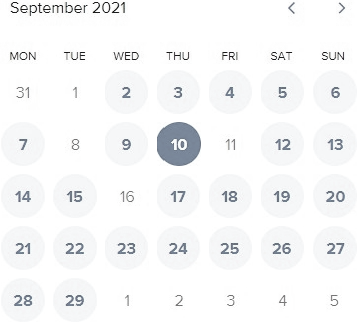 September 2021
MON TUE WED THU FRI SAT SUN
31 1 2 3 4 5 6
7 8 9 10 11 12 13
14 15 16 17 18 19 20
21 22 23 24 25 26 27
28 29 1 2 3 4 5